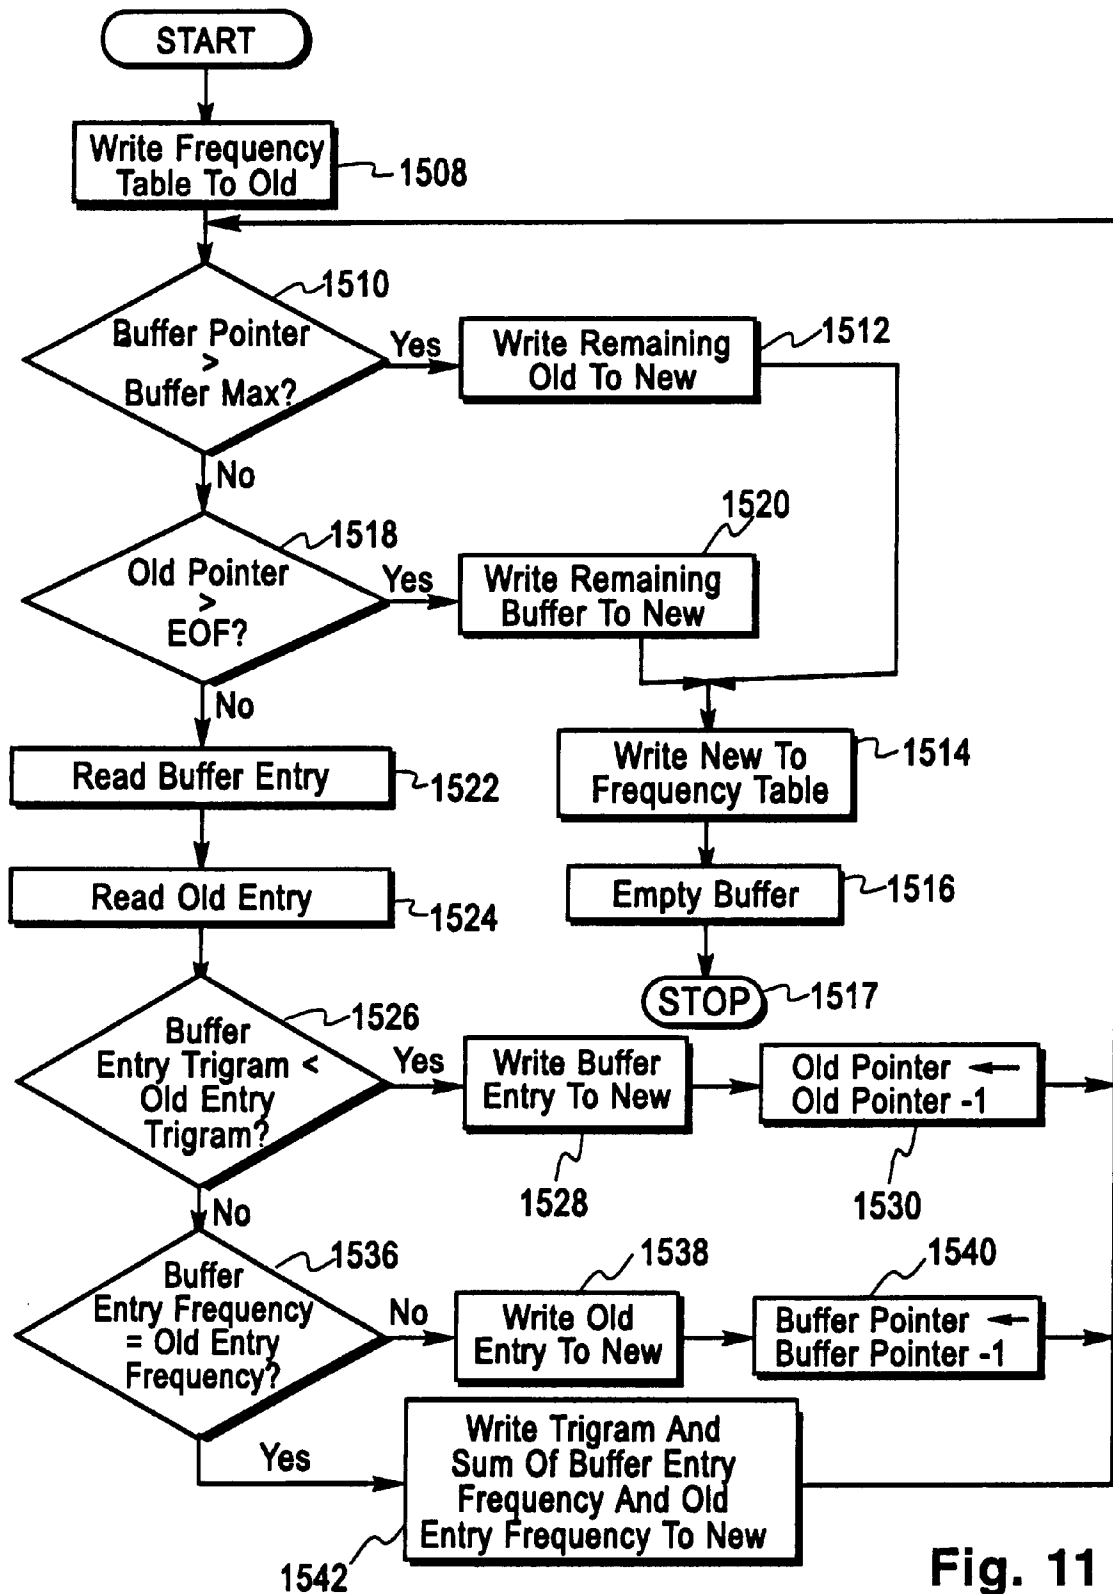 START
Write Frequency
Table To Old
1508
1510
Buffer Pointer
>
Buffer Max?
Yes
Write Remaining
Old To New
1512
No
1518
Old Pointer
>
EOF?
Yes
1520
Write Remaining
Buffer To New
No
Read Buffer Entry
1522
Write New To
Frequency Table
1514
Read Old Entry
1524
Empty Buffer
1516
STOP
1517
1526
Buffer
Entry Trigram <
Old Entry
Trigram?
Yes
Write Buffer
Entry To New
1528
Old Pointer ←
Old Pointer -1
1530
No
1536
Buffer
Entry Frequency
= Old Entry
Frequency?
No
1538
Write Old
Entry To New
1540
Buffer Pointer ←
Buffer Pointer -1
Yes
Write Trigram And
Sum Of Buffer Entry
Frequency And Old
Entry Frequency To New
1542
Fig. 11